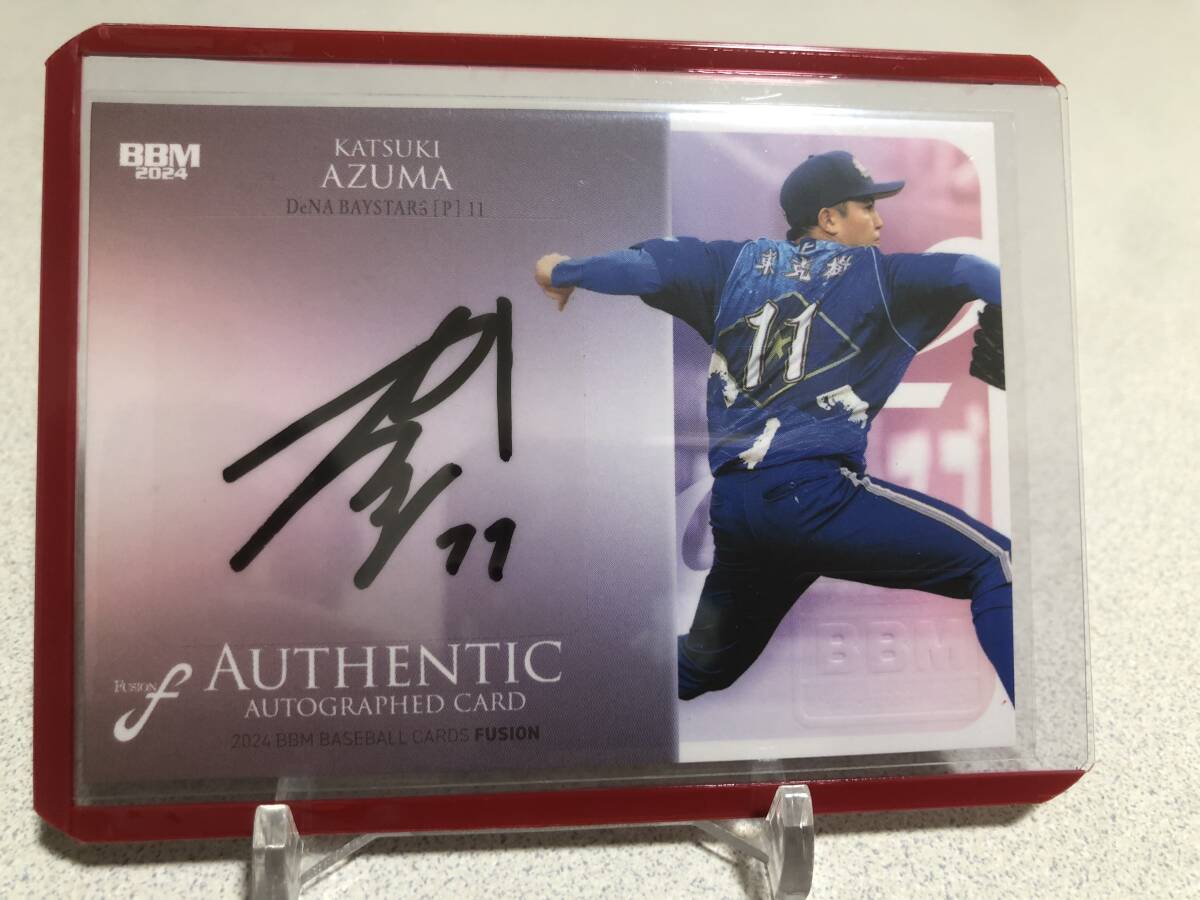 BBM
2024
KATSUKI
AZUMA
DeNA BAYSTARS [P] 11
東克樹
11
11
FUSION
f
AUTHENTIC
AUTOGRAPHED CARD
2024 BBM BASEBALL CARDS FUSION
BBM